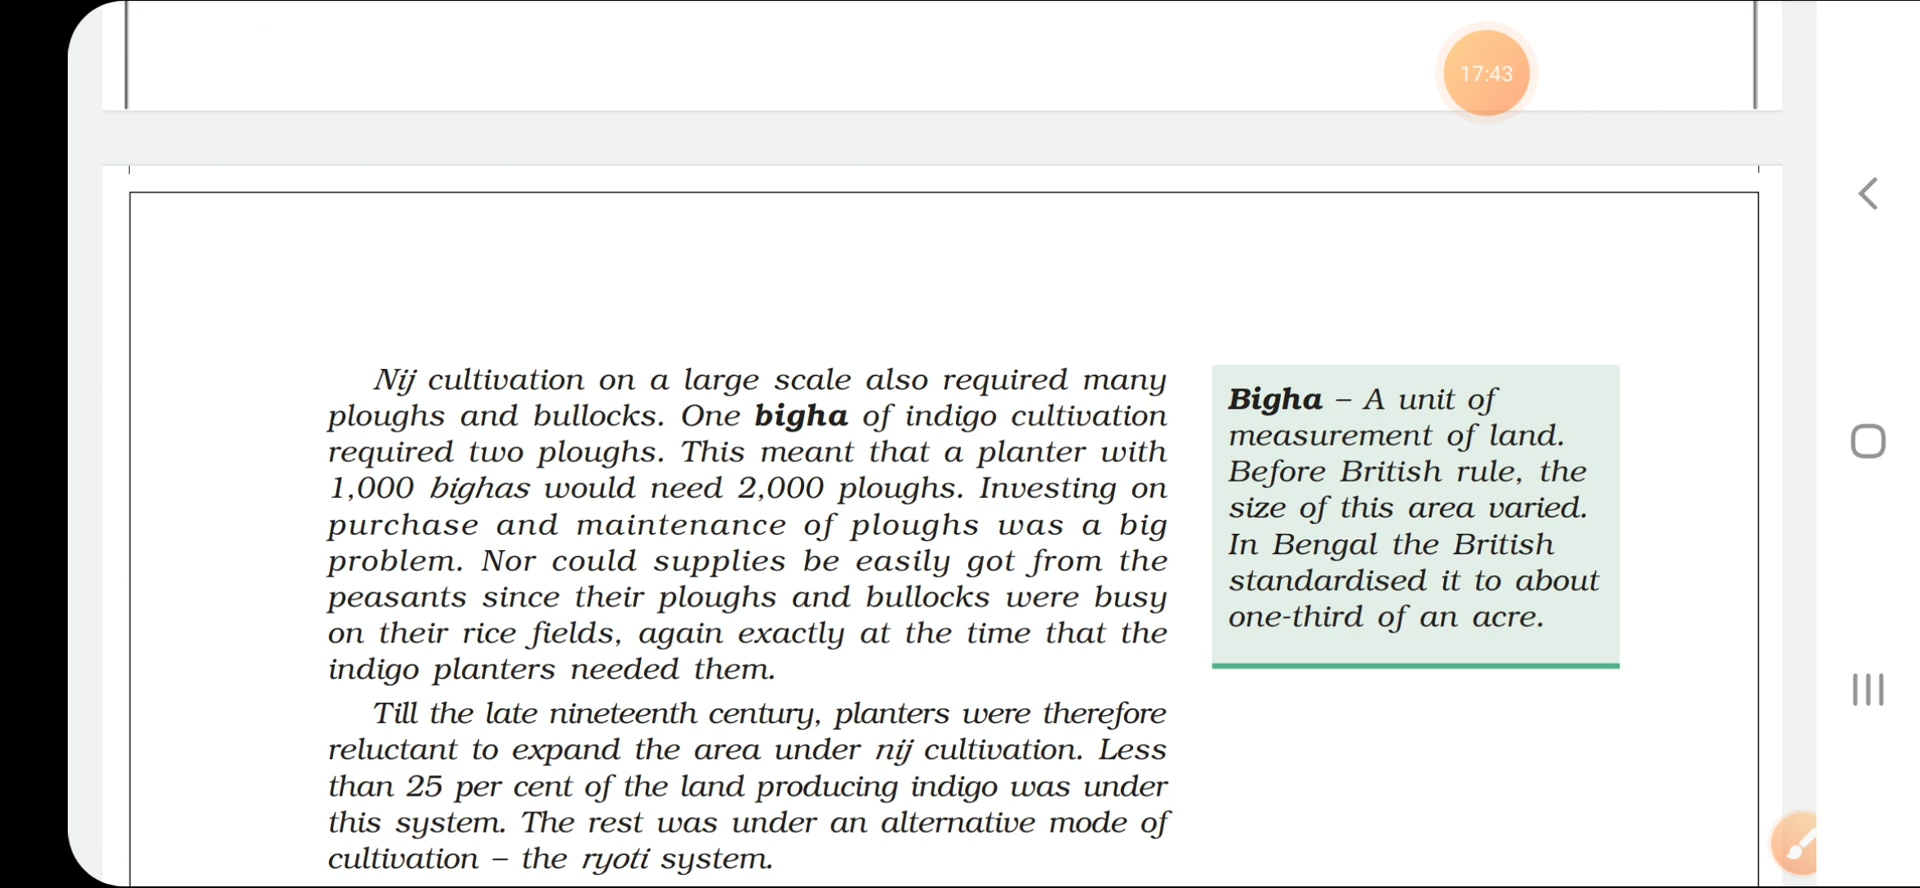 17:43
Nij cultivation on a large scale also required many
ploughs and bullocks. One bigha of indigo cultivation
required two ploughs. This meant that a planter with
1,000 bighas would need 2,000 ploughs. Investing on
purchase and maintenance of ploughs was a big
problem. Nor could supplies be easily got from the
peasants since their ploughs and bullocks were busy
on their rice fields, again exactly at the time that the
indigo planters needed them.
Till the late nineteenth century, planters were therefore
reluctant to expand the area under nij cultivation. Less
than 25 per cent of the land producing indigo was under
this system. The rest was under an alternative mode of
cultivation – the ryoti system.
Bigha – A unit of
measurement of land.
Before British rule, the
size of this area varied.
In Bengal the British
standardised it to about
one-third of an acre.